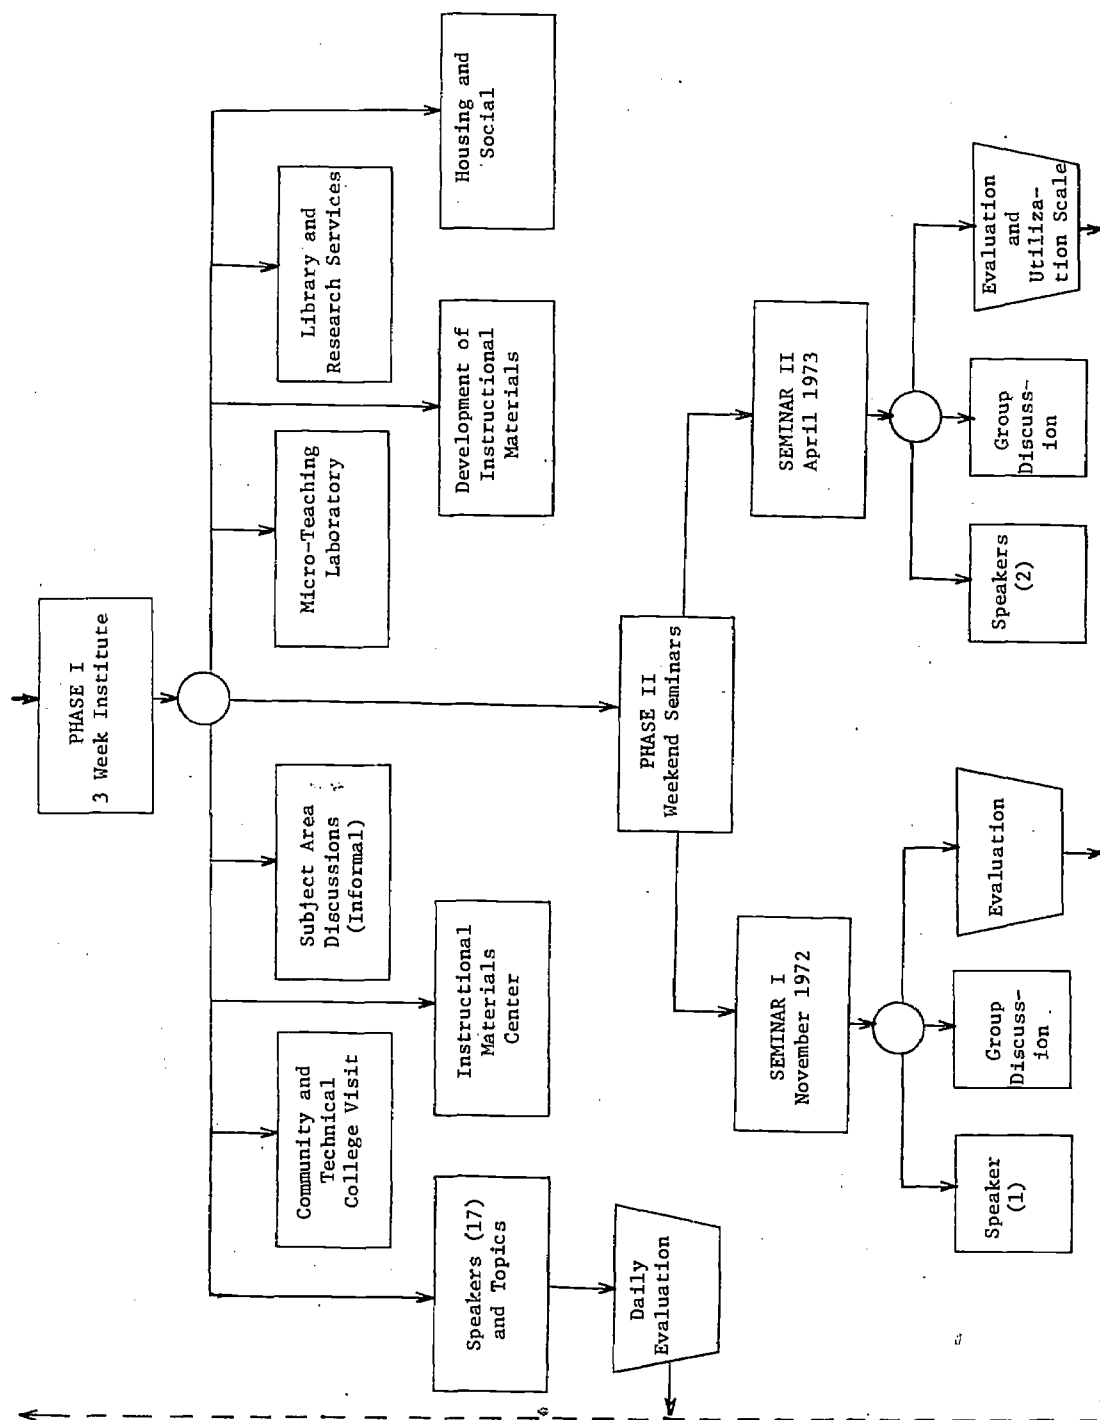 PHASE I
3 Week Institute
Speakers (17)
and Topics
Community and
Technical
College Visit
Instructional
Materials
Center
Subject Area
Discussions
(Informal)
Micro-Teaching
Laboratory
Development of
Instructional
Materials
Library and
Research Services
Housing and
Social
Daily
Evaluation
PHASE II
Weekend Seminars
SEMINAR I
November 1972
Speaker
(1)
Group
Discuss-
ion
Evaluation
SEMINAR II
April 1973
Speakers
(2)
Group
Discuss-
ion
Evaluation
and
Utiliza-
tion Scale